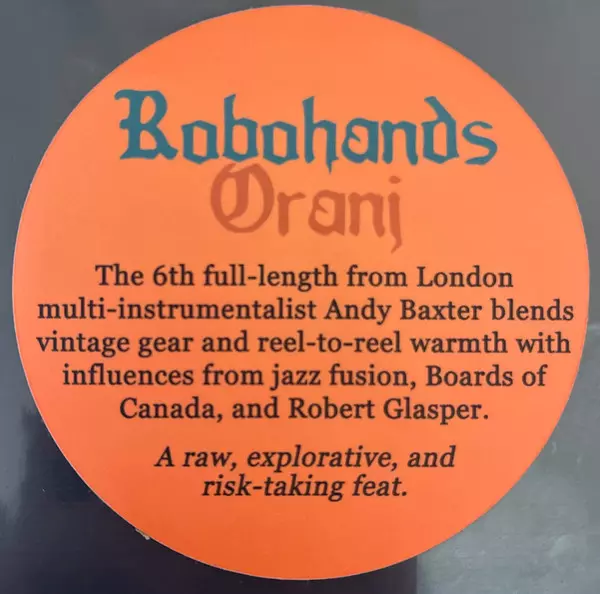 Robohands
Oranj
The 6th full-length from London
multi-instrumentalist Andy Baxter blends
vintage gear and reel-to-reel warmth with
influences from jazz fusion, Boards of
Canada, and Robert Glasper.
A raw, explorative, and
risk-taking feat.